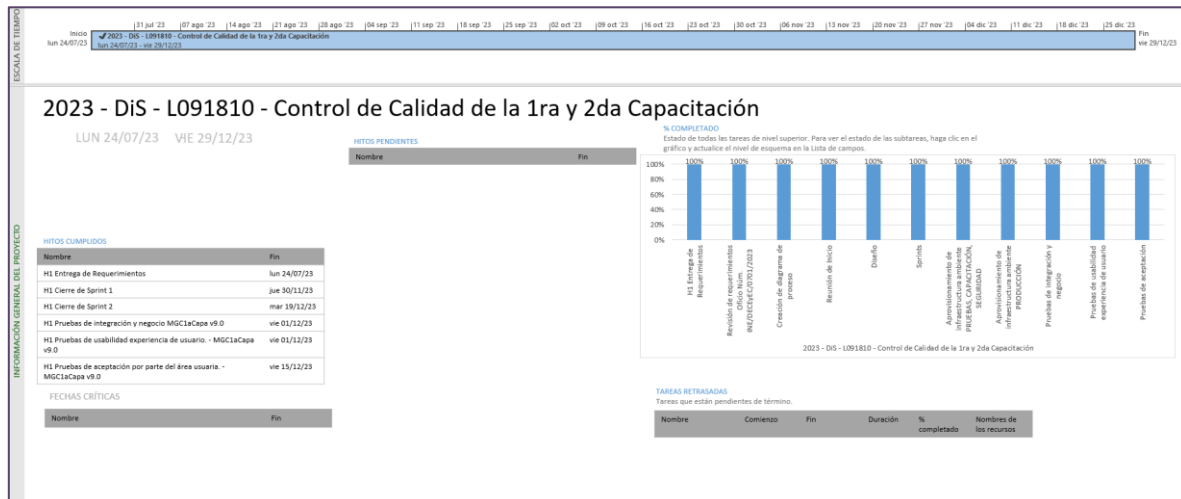 ESCALA DE TIEMPO
31 jul '23 07 ago '23 14 ago '23 21 ago '23 28 ago '23 04 sep '23 11 sep '23 18 sep '23 25 sep '23 02 oct '23 09 oct '23 16 oct '23 23 oct '23 30 oct '23 06 nov '23 13 nov '23 20 nov '23 27 nov '23 04 dic '23 11 dic '23 18 dic '23 25 dic '23
Inicio
lun 24/07/23
✓2023 - DiS - L091810 - Control de Calidad de la 1ra y 2da Capacitación
lun 24/07/23 - vie 29/12/23
Fin
vie 29/12/23
INFORMACIÓN GENERAL DEL PROYECTO
2023 - DiS - L091810 - Control de Calidad de la 1ra y 2da Capacitación
LUN 24/07/23 VIE 29/12/23
HITOS PENDIENTES
Nombre Fin
HITOS CUMPLIDOS
Nombre Fin
H1 Entrega de Requerimientos lun 24/07/23
H1 Cierre de Sprint 1 jue 30/11/23
H1 Cierre de Sprint 2 mar 19/12/23
H1 Pruebas de integración y negocio MGC1aCapa v9.0 vie 01/12/23
H1 Pruebas de usabilidad experiencia de usuario. - MGC1aCapa vie 01/12/23
v9.0
H1 Pruebas de aceptación por parte del área usuaria. - vie 15/12/23
MGC1aCapa v9.0
FECHAS CRÍTICAS
Nombre Fin
% COMPLETADO
Estado de todas las tareas de nivel superior. Para ver el estado de las subtareas, haga clic en el
gráfico y actualice el nivel de esquema en la Lista de campos.
100% 100% 100% 100% 100% 100% 100% 100% 100% 100% 100%
100%
80%
60%
40%
20%
0%
H1 Entrega de
Requerimientos
Revisión de requerimientos
Oficio Núm.
INE/DECEyEC/0701/2023
Creación de diagrama de
proceso
Reunión de Inicio
Diseño
Sprints
Aprovisionamiento de
infraestructura ambiente
PRUEBAS, CAPACITACIÓN,
SEGURIDAD
Aprovisionamiento de
infraestructura ambiente
PRODUCCIÓN
Pruebas de integración y
negocio
Pruebas de usabilidad
experiencia de usuario
Pruebas de aceptación
2023 - DiS - L091810 - Control de Calidad de la 1ra y 2da Capacitación
TAREAS RETRASADAS
Tareas que están pendientes de término.
Nombre Comienzo Fin Duración % Nombres de
completado los recursos